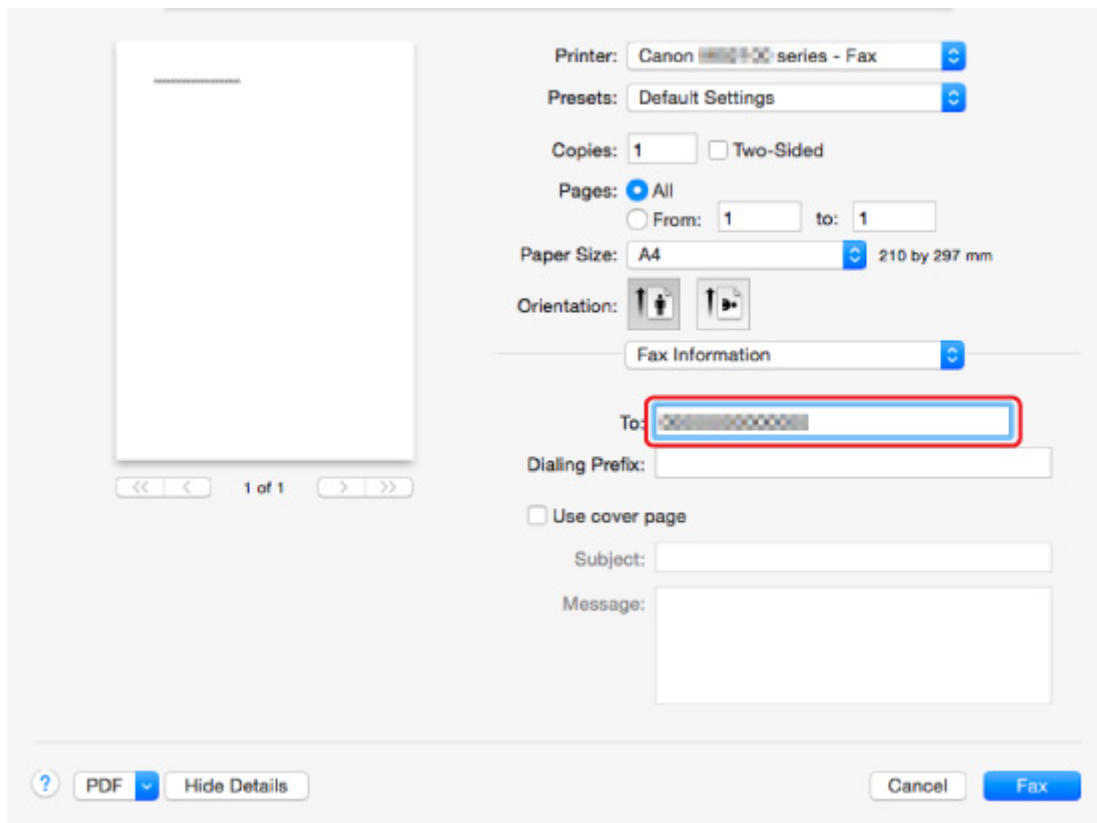 Printer: Canon series - Fax
Presets: Default Settings
Copies: 1 Two-Sided
Pages: All
From: 1 to: 1
Paper Size: A4 210 by 297 mm
Orientation:
Fax Information
To:
Dialing Prefix:
1 of 1
Use cover page
Subject:
Message:
? PDF Hide Details Cancel Fax